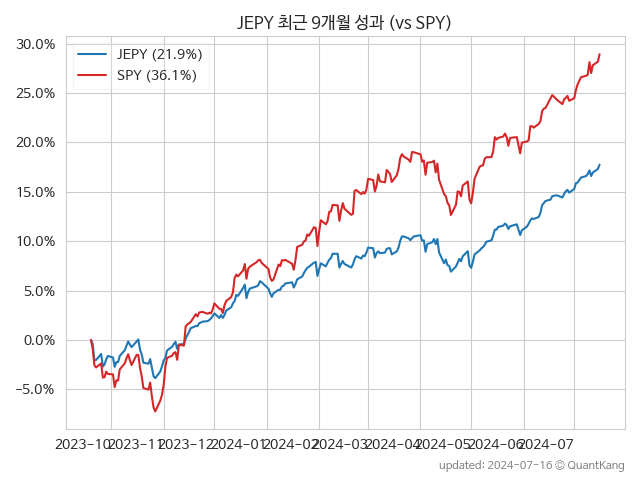 JEPY 최근 9개월 성과 (vs SPY)
JEPY (21.9%)
SPY (36.1%)
30.0%
25.0%
20.0%
15.0%
10.0%
5.0%
0.0%
−5.0%
2023-10 2023-11 2023-12 2024-01 2024-02 2024-03 2024-04 2024-05 2024-06 2024-07
updated: 2024-07-16 © QuantKang